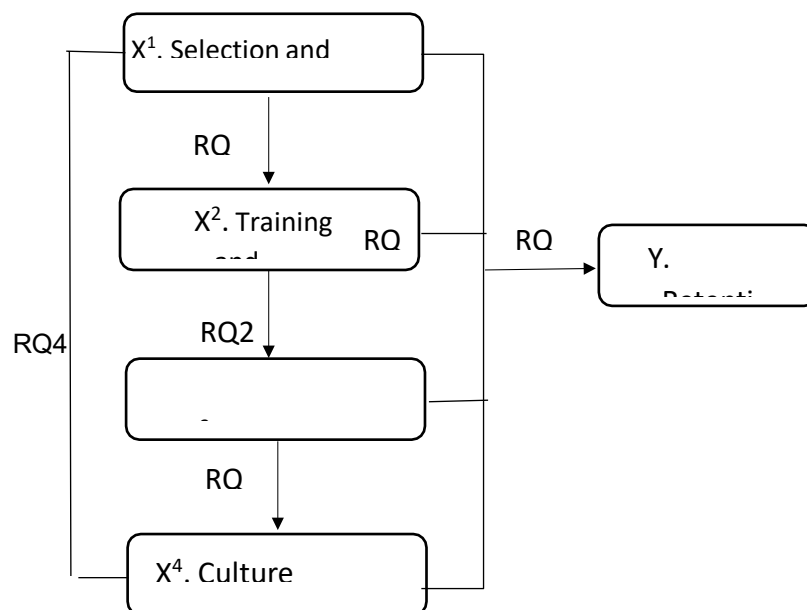 X¹. Selection and
RQ
X². Training
RQ
RQ
Y.
RQ2
RQ4
RQ
X⁴. Culture